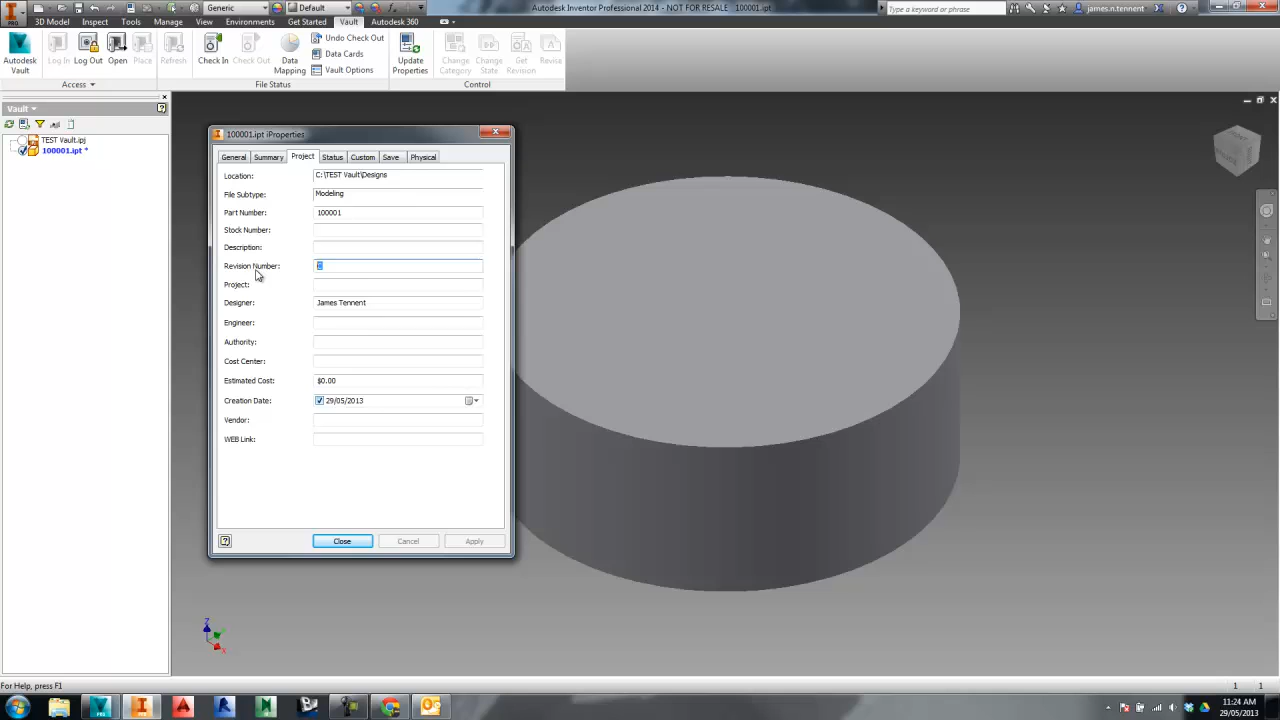 Generic
Default
Autodesk Inventor Professional 2014 - NOT FOR RESALE 100001.ipt
Type a keyword or phrase
james.n.tennent
PRO
3D Model Inspect Tools Manage View Environments Get Started Vault Autodesk 360
Autodesk Vault
Log In
Log Out
Open
Place
Refresh
Check In
Check Out
Data Mapping
Undo Check Out
Data Cards
Vault Options
Update Properties
Change Category
Change State
Get Revision
Revise
Access
File Status
Control
Vault
TEST Vault.ipj
100001.ipt *
100001.ipt iProperties
General Summary Project Status Custom Save Physical
Location: C:\TEST Vault\Designs
File Subtype: Modeling
Part Number: 100001
Stock Number:
Description:
Revision Number:
Project:
Designer: James Tennent
Engineer:
Authority:
Cost Center:
Estimated Cost: $0.00
Creation Date: 29/05/2013
Vendor:
WEB Link:
Close Cancel Apply
Z
X
For Help, press F1
1 1
11:24 AM
29/05/2013